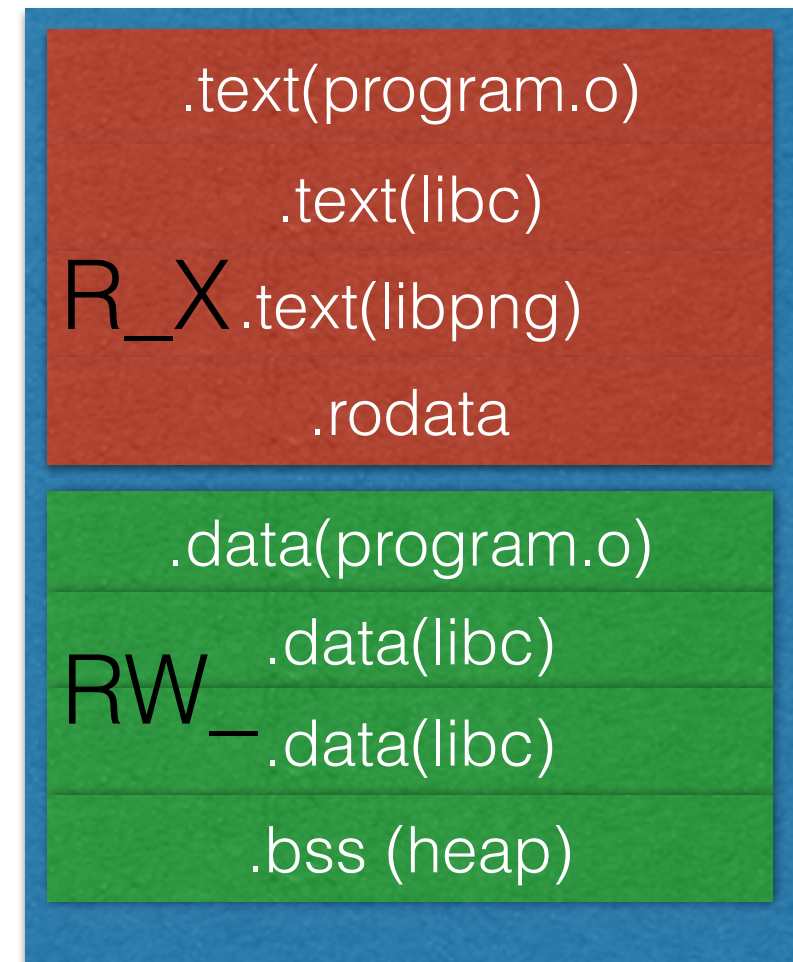 .text(program.o)
.text(libc)
R_X .text(libpng)
.rodata
.data(program.o)
.data(libc)
RW_
.data(libc)
.bss (heap)